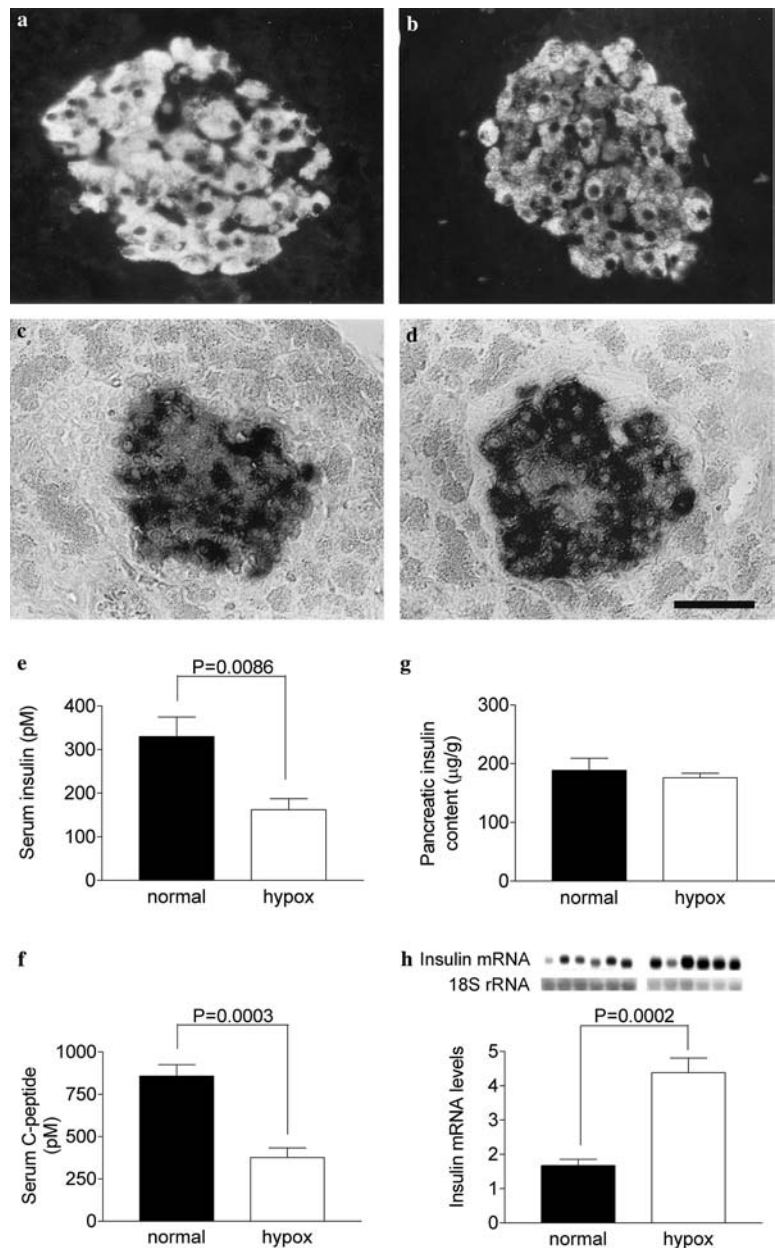 a
b
c
d
e
P=0.0086
Serum insulin (pM)
400
300
200
100
0
normal hypox
g
Pancreatic insulin
content (µg/g)
300
200
100
0
normal hypox
f
P=0.0003
Serum C-peptide
(pM)
1000
750
500
250
0
normal hypox
h
Insulin mRNA
18S rRNA
P=0.0002
Insulin mRNA levels
5
4
3
2
1
0
normal hypox